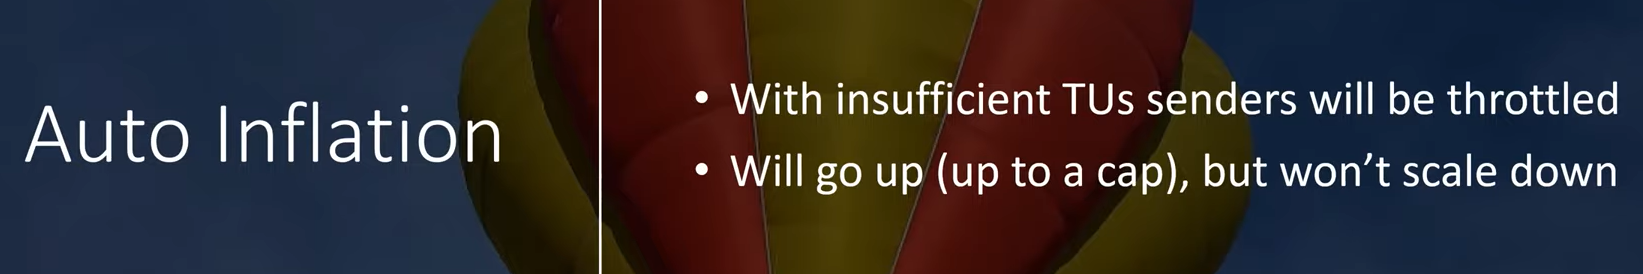 Auto Inflation
• With insufficient TUs senders will be throttled
• Will go up (up to a cap), but won’t scale down